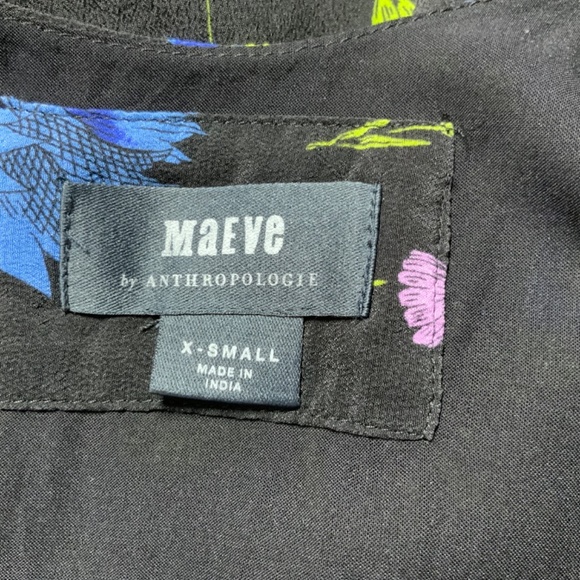 MaEve
by ANTHROPOLOGIE
X-SMALL
MADE IN
INDIA